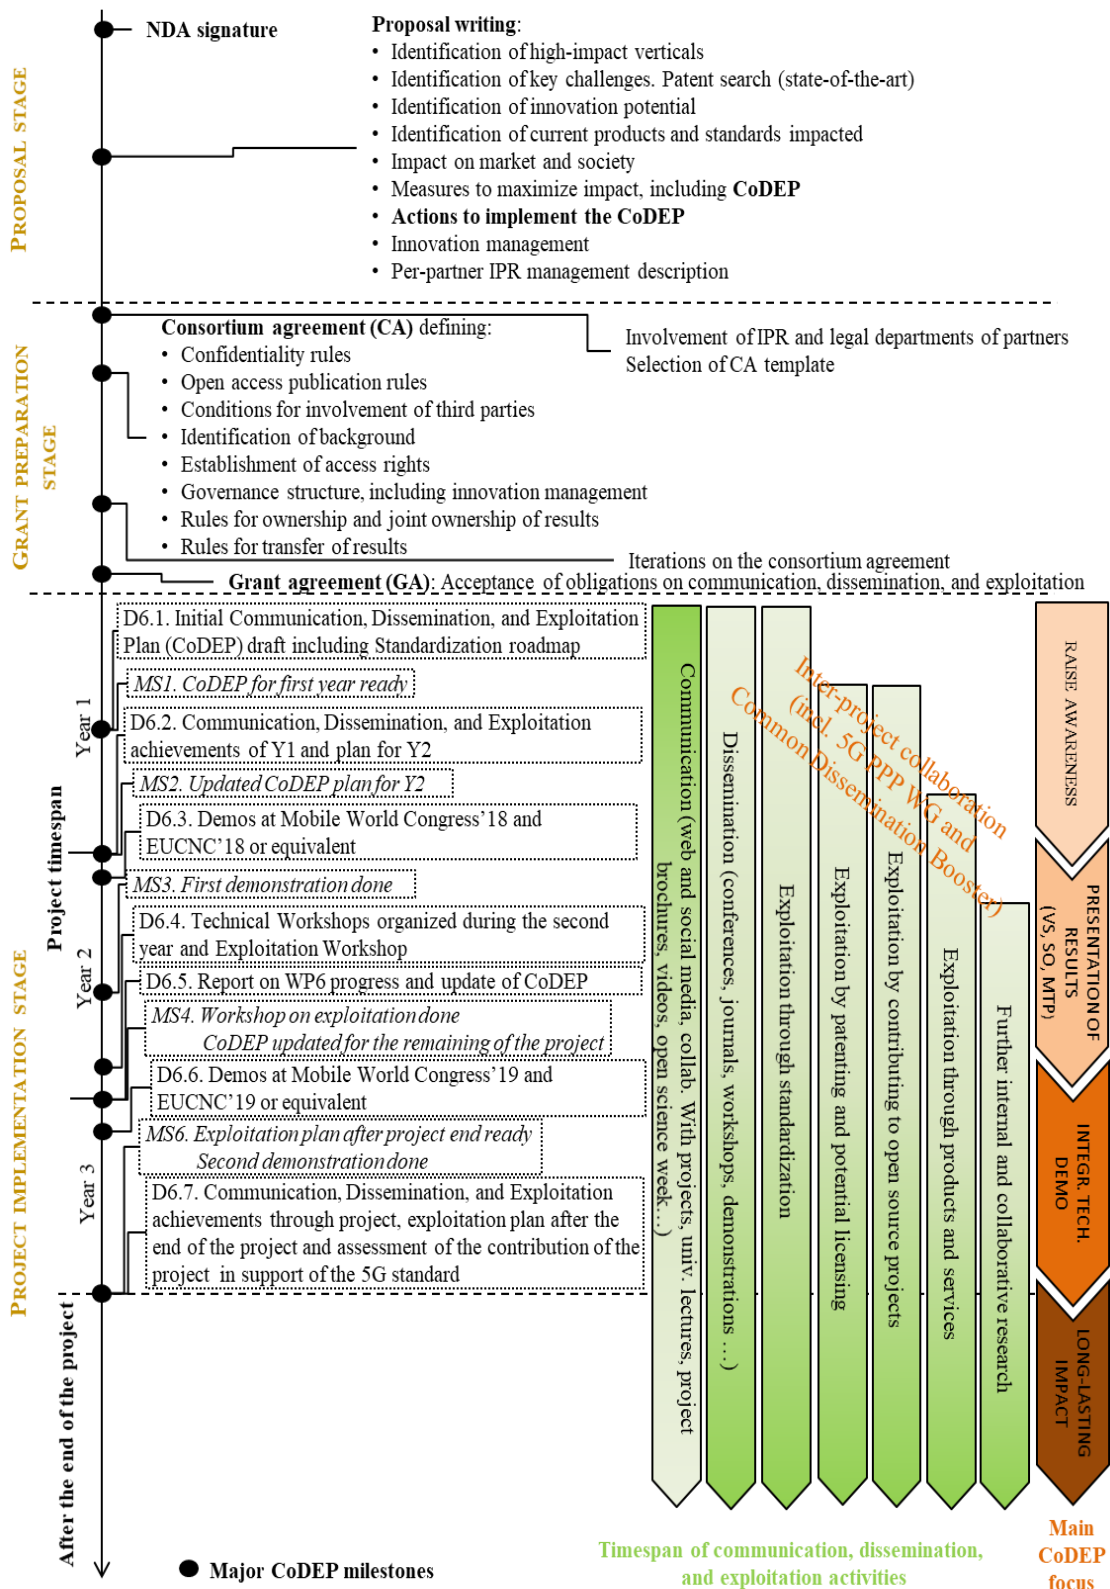 PROPOSAL STAGE
NDA signature
Proposal writing:
• Identification of high-impact verticals
• Identification of key challenges. Patent search (state-of-the-art)
• Identification of innovation potential
• Identification of current products and standards impacted
• Impact on market and society
• Measures to maximize impact, including CoDEP
• Actions to implement the CoDEP
• Innovation management
• Per-partner IPR management description
GRANT PREPARATION
STAGE
Consortium agreement (CA) defining:
• Confidentiality rules
• Open access publication rules
• Conditions for involvement of third parties
• Identification of background
• Establishment of access rights
• Governance structure, including innovation management
• Rules for ownership and joint ownership of results
• Rules for transfer of results
Involvement of IPR and legal departments of partners
Selection of CA template
Iterations on the consortium agreement
Grant agreement (GA): Acceptance of obligations on communication, dissemination, and exploitation
PROJECT IMPLEMENTATION STAGE
Project timespan
Year 1
Year 2
Year 3
D6.1. Initial Communication, Dissemination, and Exploitation
Plan (CoDEP) draft including Standardization roadmap
MS1. CoDEP for first year ready
D6.2. Communication, Dissemination, and Exploitation
achievements of Y1 and plan for Y2
MS2. Updated CoDEP plan for Y2
D6.3. Demos at Mobile World Congress’18 and
EUCNC’18 or equivalent
MS3. First demonstration done
D6.4. Technical Workshops organized during the second
year and Exploitation Workshop
D6.5. Report on WP6 progress and update of CoDEP
MS4. Workshop on exploitation done
CoDEP updated for the remaining of the project
D6.6. Demos at Mobile World Congress’19 and
EUCNC’19 or equivalent
MS6. Exploitation plan after project end ready
Second demonstration done
D6.7. Communication, Dissemination, and Exploitation
achievements through project, exploitation plan after the
end of the project and assessment of the contribution of the
project in support of the 5G standard
After the end of the project
Major CoDEP milestones
Communication (web and social media, collab. With projects, univ. lectures, project
brochures, videos, open science week…)
Dissemination (conferences, journals, workshops, demonstrations …)
Exploitation through standardization
Exploitation by patenting and potential licensing
Exploitation by contributing to open source projects
Exploitation through products and services
Further internal and collaborative research
Inter-project collaboration
(incl. 5G PPP WG and
Common Dissemination Booster)
RAISE AWARENESS
PRESENTATION OF
RESULTS
(VS, SO, MTP)
INTEGR. TECH.
DEMO
LONG-LASTING
IMPACT
Timespan of communication, dissemination,
and exploitation activities
Main
CoDEP
focus